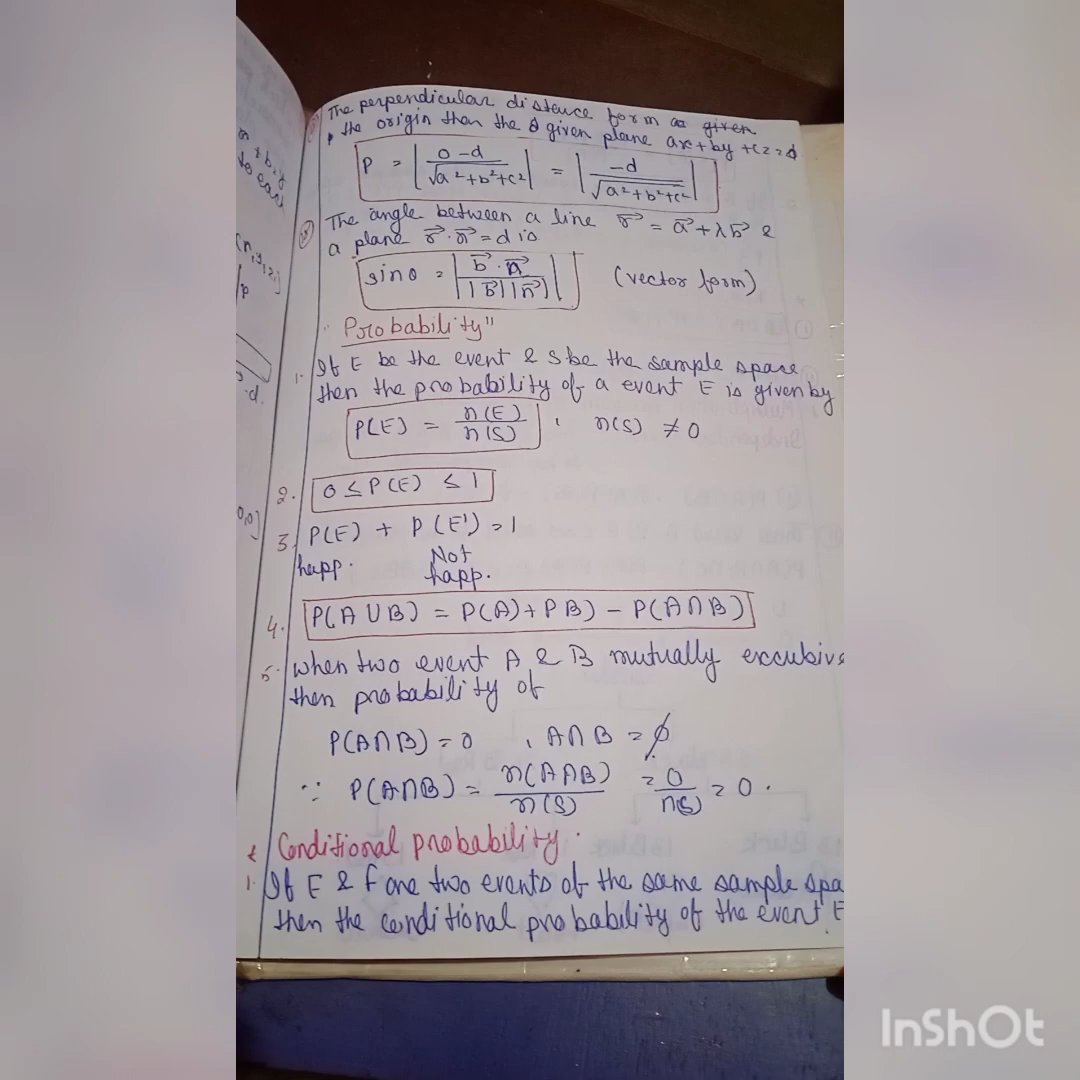 The perpendicular distance form a given
the origin then the given plane ax+by+cz=d
P = |0-d/√a²+b²+c²| = |-d/√a²+b²+c²|
The angle between a line r⃗ = a⃗+λb⃗ &
a plane r⃗·n⃗=d is
sinθ = |b⃗·n⃗/|b⃗||n⃗|| (vector form)
"Probability"
1. If E be the event & S be the sample space
then the probability of a event E is given by
P(E) = n(E)/n(S), n(S) ≠0
2. 0≤P(E) ≤1
3. P(E) + P(E')=1
happ. Not
happ.
4. P(A∪B) = P(A)+PB) - P(A∩B)
5. when two event A & B mutually excubive
then probability of
P(A∩B)=0 , A∩B = ϕ
∵ P(A∩B)= n(A∩B)/n(S) =0/n(S)=0.
Conditional probability.
1. If E & F are two events of the same sample spa
then the conditional probability of the event E
InShOt